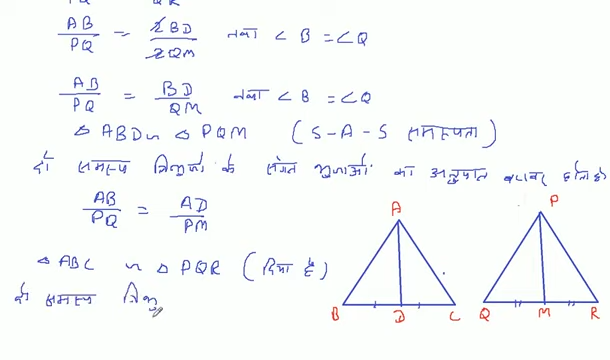 AB/PQ = 2BD/2QM तथा ∠B = ∠Q
AB/PQ = BD/QM तथा ∠B = ∠Q
△ABD ~ △PQM (S-A-S समरूपता)
दो समरूप त्रिभुजों के संगत भुजाओं का अनुपात बराबर होता है
AB/PQ = AD/PM
△ABC ~ △PQR (दिया है)
दो समरूप त्रिभु
A
B D C
P
Q M R